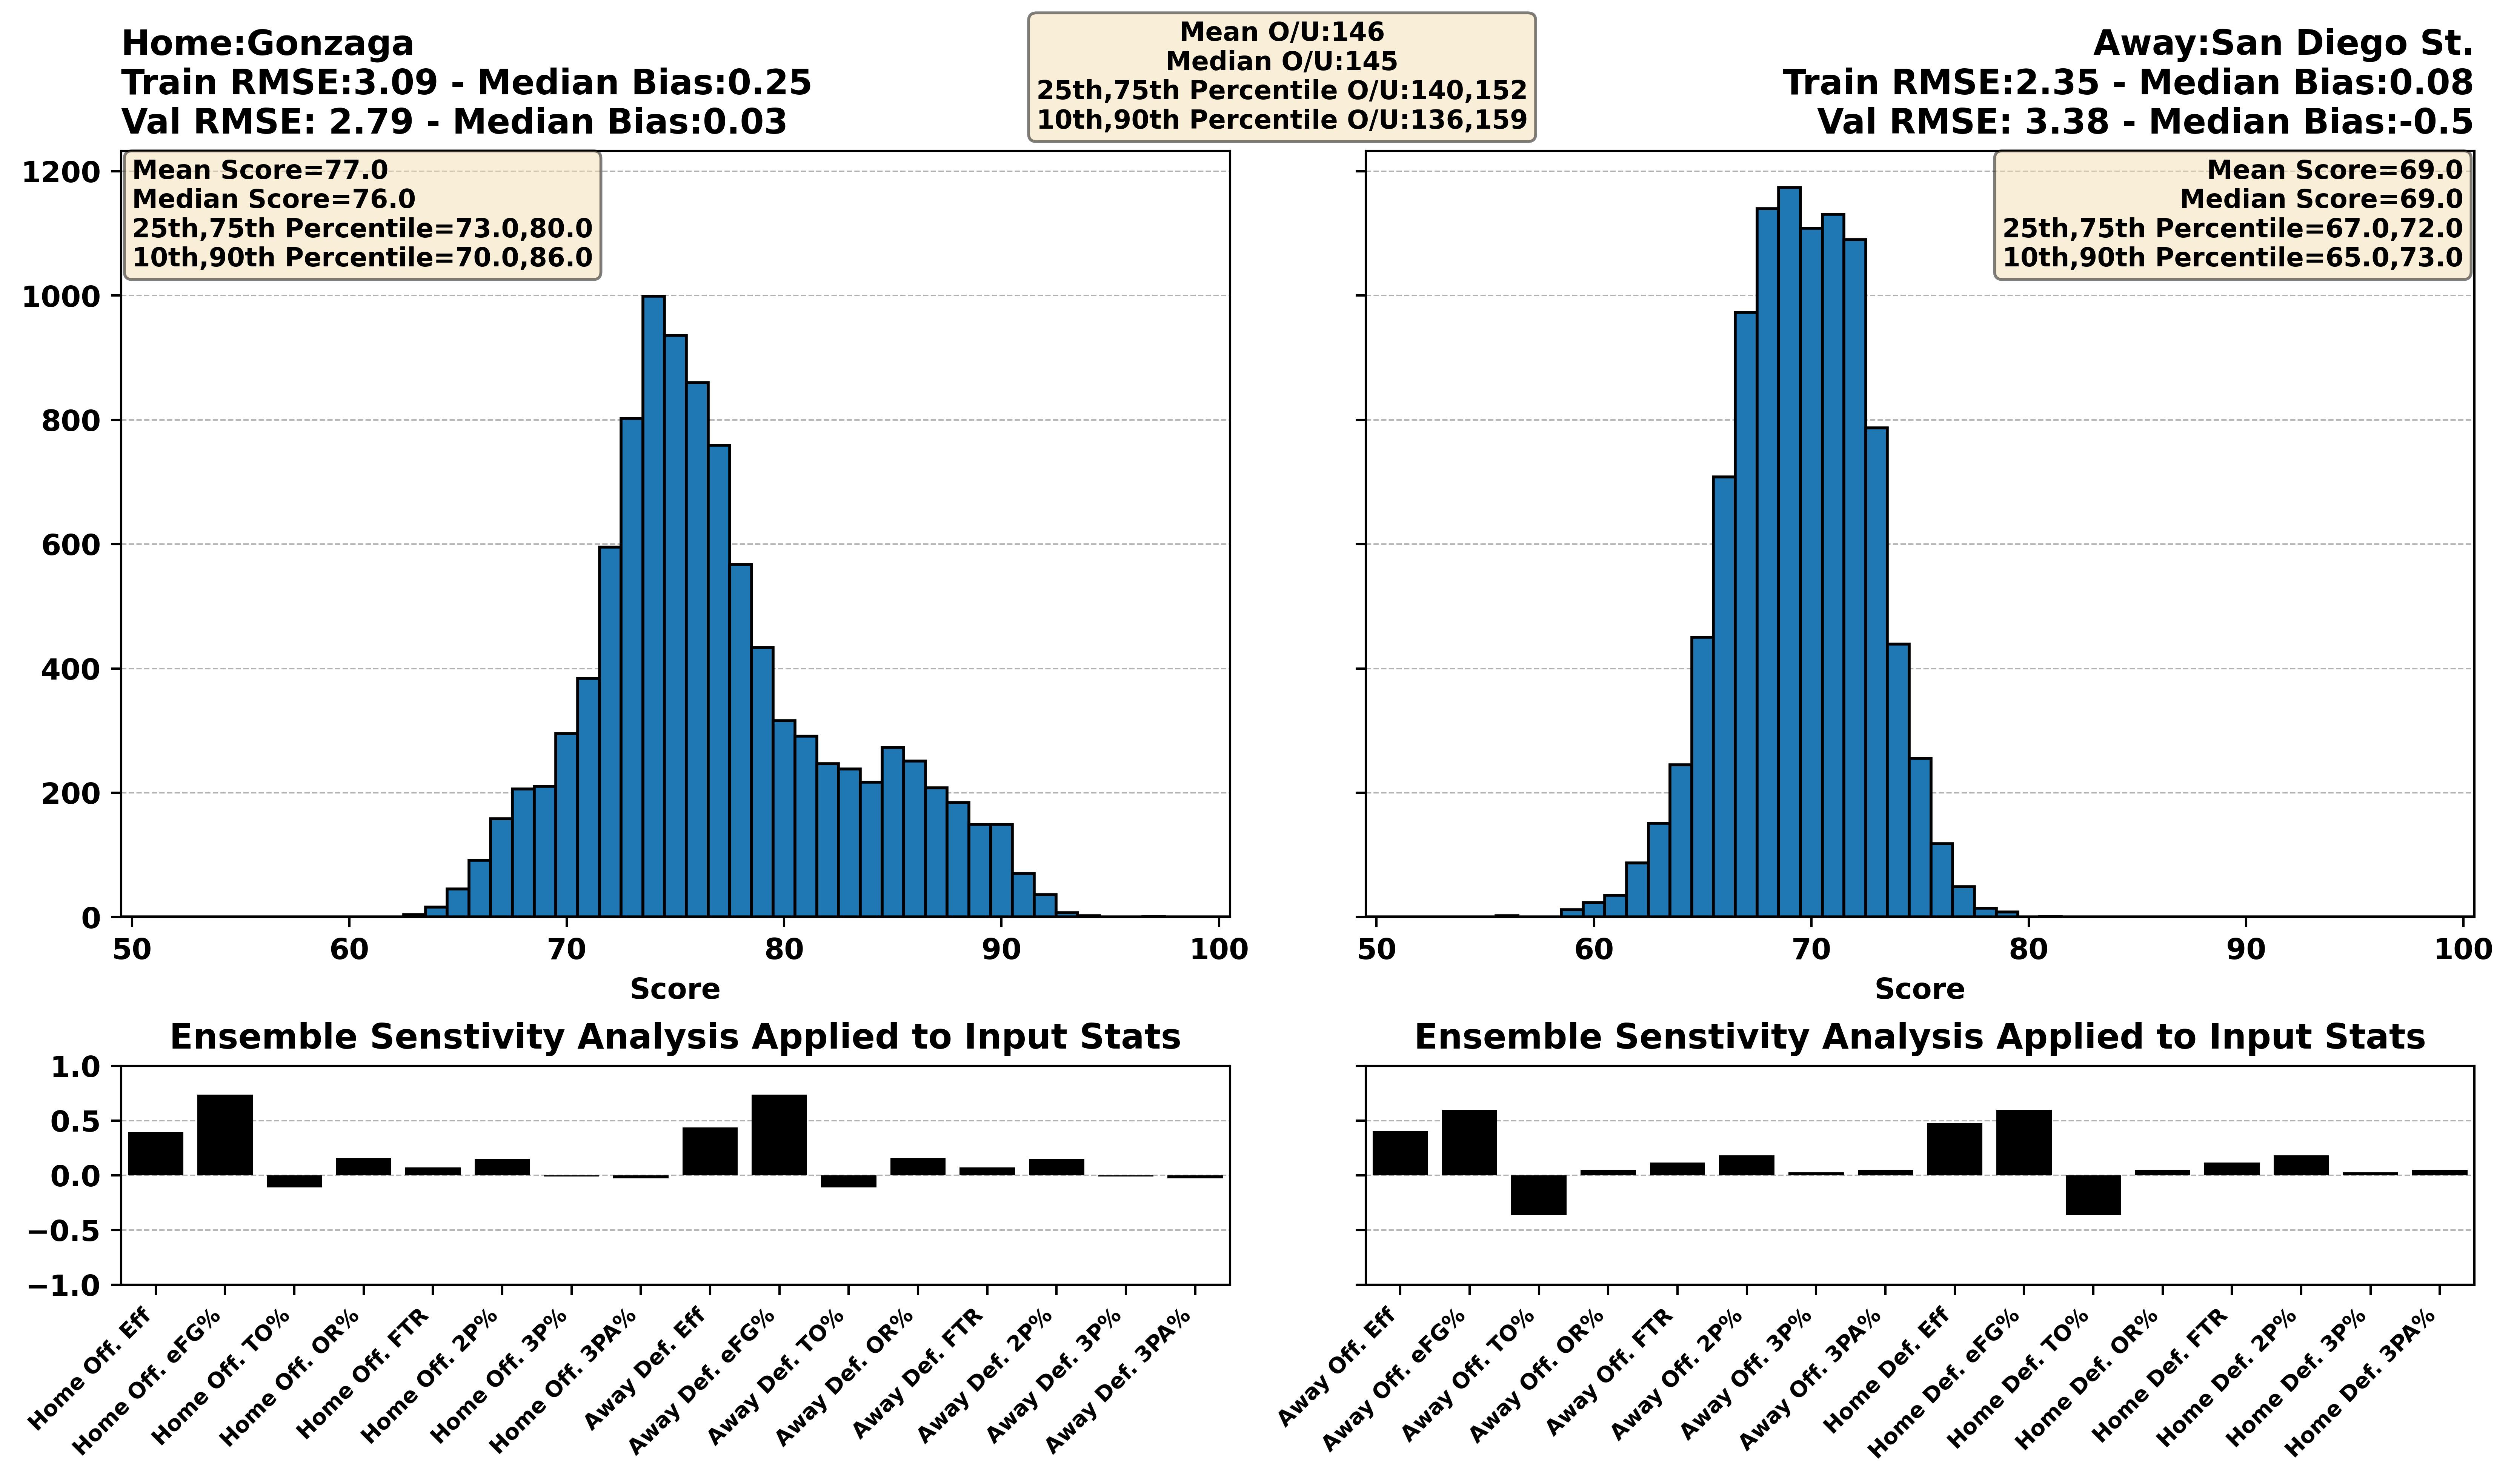 Mean O/U:146
Median O/U:145
25th,75th Percentile O/U:140,152
10th,90th Percentile O/U:136,159
Home:Gonzaga
Train RMSE:3.09 - Median Bias:0.25
Val RMSE: 2.79 - Median Bias:0.03
Away:San Diego St.
Train RMSE:2.35 - Median Bias:0.08
Val RMSE: 3.38 - Median Bias:-0.5
Mean Score=77.0
Median Score=76.0
25th,75th Percentile=73.0,80.0
10th,90th Percentile=70.0,86.0
1200
1000
800
600
400
200
0
50 60 70 80 90 100
Score
Mean Score=69.0
Median Score=69.0
25th,75th Percentile=67.0,72.0
10th,90th Percentile=65.0,73.0
50 60 70 80 90 100
Score
Ensemble Senstivity Analysis Applied to Input Stats
1.0
0.5
0.0
−0.5
−1.0
Home Off. Eff
Home Off. eFG%
Home Off. TO%
Home Off. OR%
Home Off. FTR
Home Off. 2P%
Home Off. 3P%
Home Off. 3PA%
Away Def. Eff
Away Def. eFG%
Away Def. TO%
Away Def. OR%
Away Def. FTR
Away Def. 2P%
Away Def. 3P%
Away Def. 3PA%
Ensemble Senstivity Analysis Applied to Input Stats
Away Off. Eff
Away Off. eFG%
Away Off. TO%
Away Off. OR%
Away Off. FTR
Away Off. 2P%
Away Off. 3P%
Away Off. 3PA%
Home Def. Eff
Home Def. eFG%
Home Def. TO%
Home Def. OR%
Home Def. FTR
Home Def. 2P%
Home Def. 3P%
Home Def. 3PA%